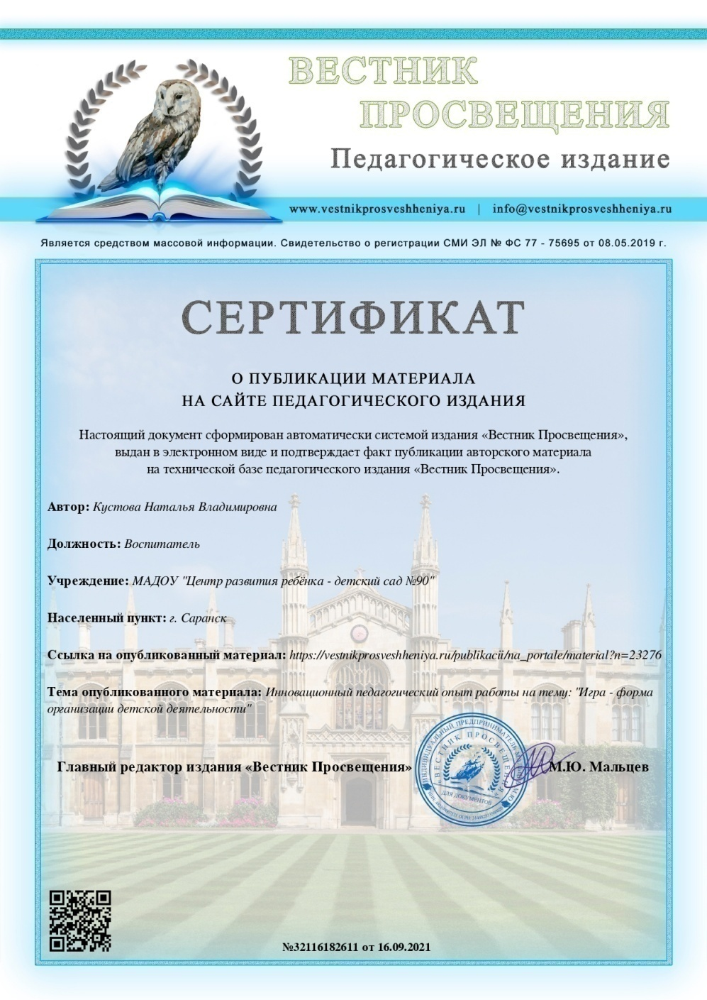 ВЕСТНИК
ПРОСВЕЩЕНИЯ
Педагогическое издание
www.vestnikprosveshheniya.ru | info@vestnikprosveshheniya.ru
Является средством массовой информации. Свидетельство о регистрации СМИ ЭЛ № ФС 77 - 75695 от 08.05.2019 г.
СЕРТИФИКАТ
О ПУБЛИКАЦИИ МАТЕРИАЛА
НА САЙТЕ ПЕДАГОГИЧЕСКОГО ИЗДАНИЯ
Настоящий документ сформирован автоматически системой издания «Вестник Просвещения»,
выдан в электронном виде и подтверждает факт публикации авторского материала
на технической базе педагогического издания «Вестник Просвещения».
Автор: Кустова Наталья Владимировна
Должность: Воспитатель
Учреждение: МАДОУ "Центр развития ребёнка - детский сад №90"
Населенный пункт: г. Саранск
Ссылка на опубликованный материал: https://vestnikprosveshheniya.ru/publikacii/na_portale/material?n=23276
Тема опубликованного материала: Инновационный педагогический опыт работы на тему: "Игра - форма
организации детской деятельности"
ИНДИВИДУАЛЬНЫЙ ПРЕДПРИНИМАТЕЛЬ
«ВЕСТНИК ПРОСВЕЩЕНИЯ»
ДЛЯ ДОКУМЕНТОВ
Главный редактор издания «Вестник Просвещения» М.Ю. Мальцев
№32116182611 от 16.09.2021